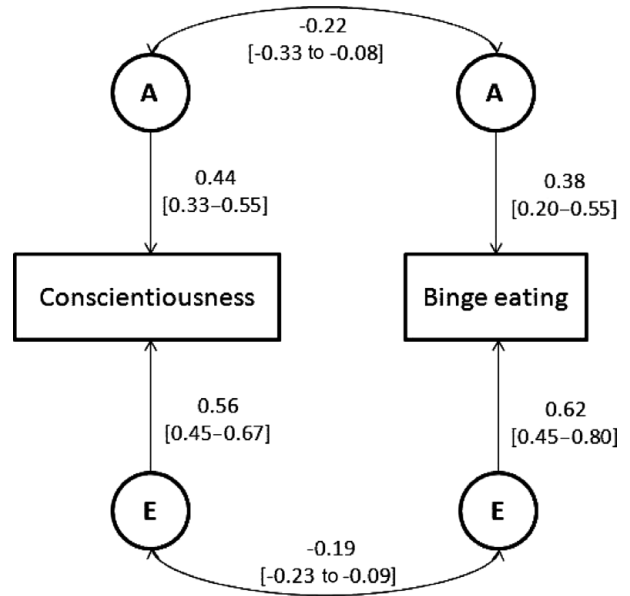 -0.22
[-0.33 to -0.08]
A
A
0.44
[0.33–0.55]
0.38
[0.20–0.55]
Conscientiousness
Binge eating
0.56
[0.45–0.67]
0.62
[0.45–0.80]
E
E
-0.19
[-0.23 to -0.09]